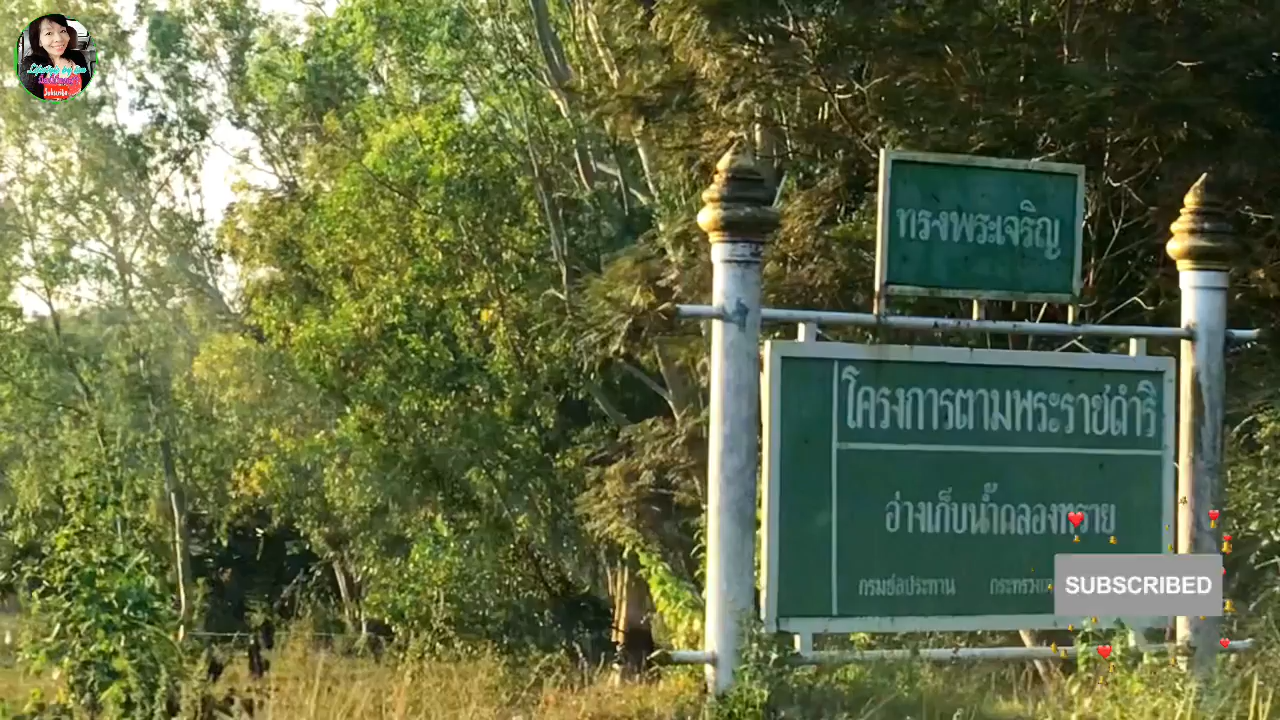 ทรงพระเจริญ
โครงการตามพระราชดำริ
อ่างเก็บน้ำคลองทราย
กรมชลประทาน
SUBSCRIBED